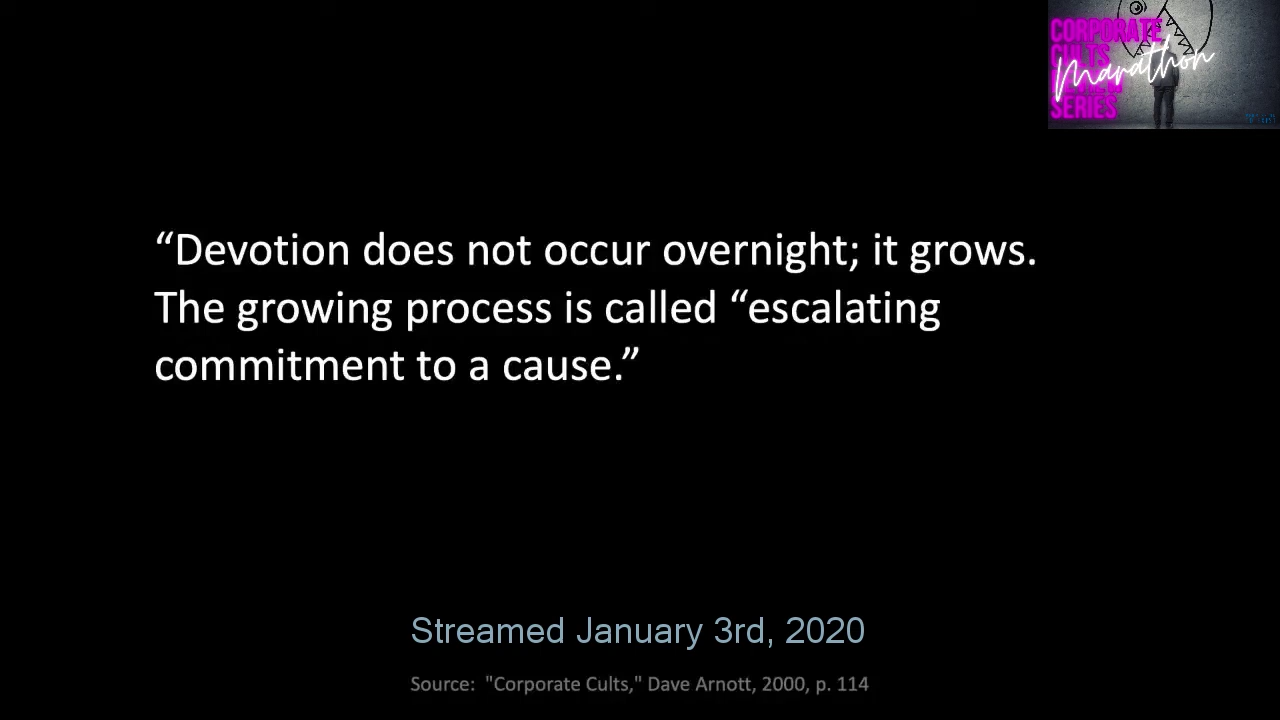 CORPORATE
CULTS
Marathon
SERIES
“Devotion does not occur overnight; it grows.
The growing process is called “escalating
commitment to a cause.”
Streamed January 3rd, 2020
Source:  "Corporate Cults," Dave Arnott, 2000, p. 114